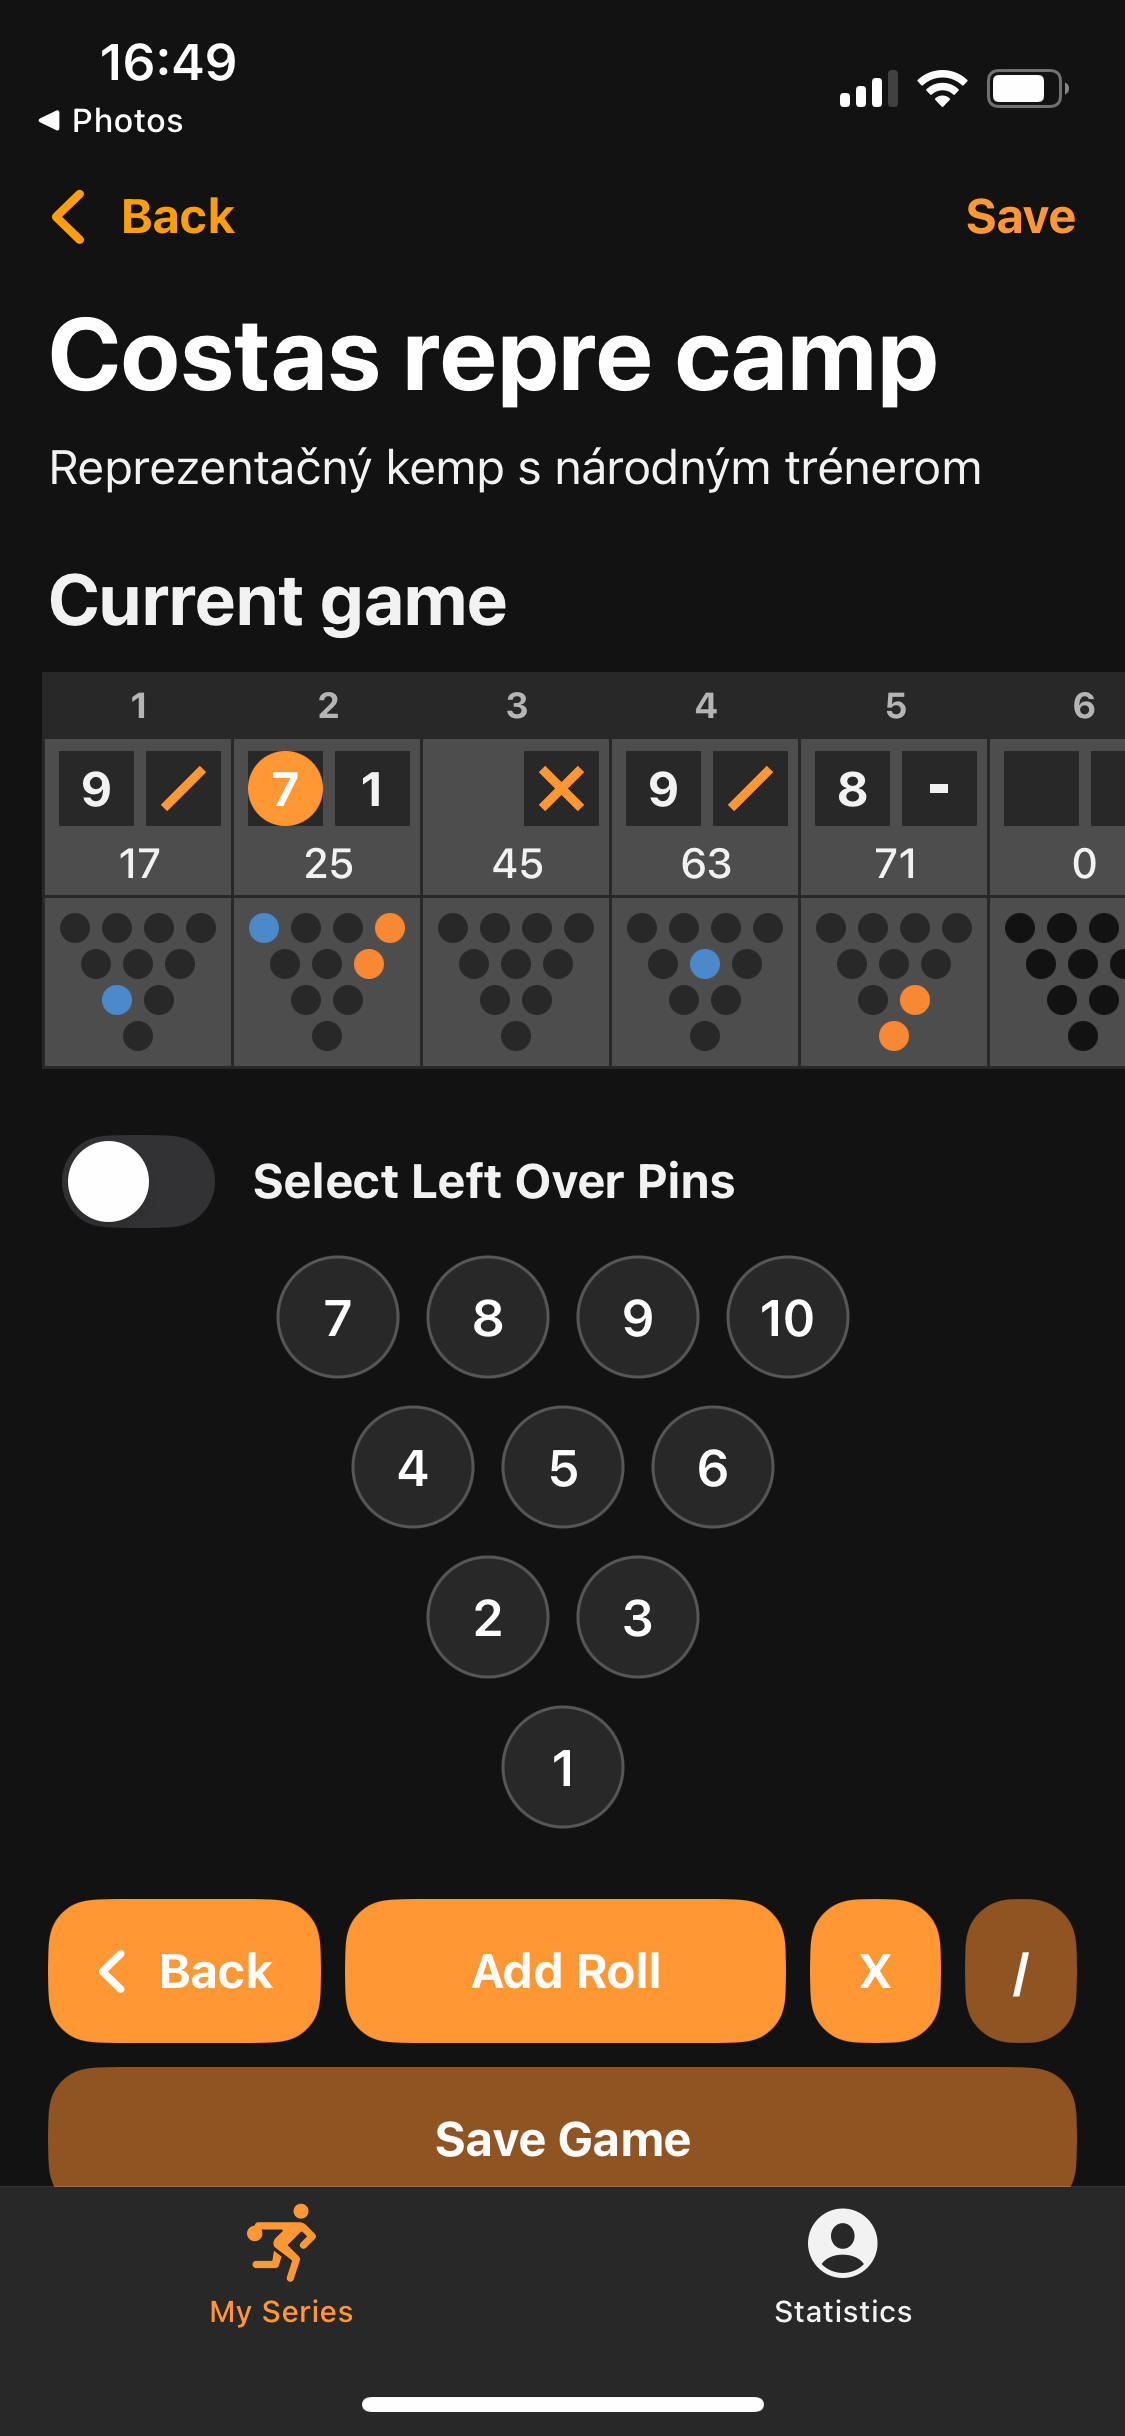 16:49
◀ Photos
Back
Save
Costas repre camp
Reprezentačný kemp s národným trénerom
Current game
1 2 3 4 5 6
9 / 7 1 X 9 / 8 -
17 25 45 63 71 0
Select Left Over Pins
7 8 9 10
4 5 6
2 3
1
Back Add Roll X /
Save Game
My Series Statistics